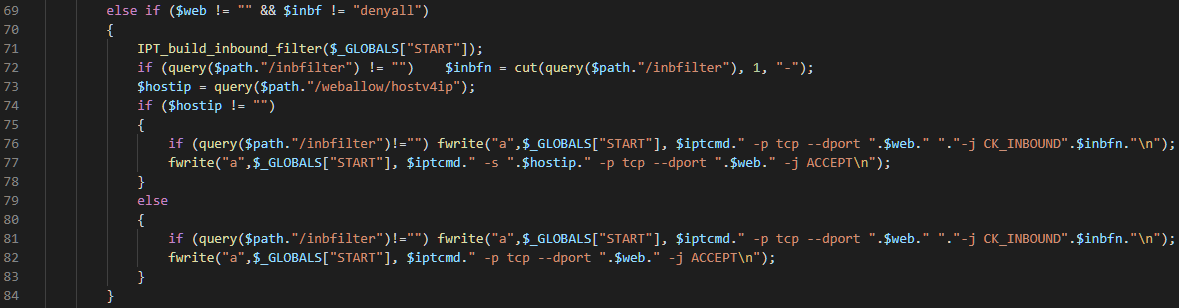 69 else if ($web != "" && $inbf != "denyall")
70 {
71 IPT_build_inbound_filter($_GLOBALS["START"]);
72 if (query($path."/inbfilter") != "")    $inbfn = cut(query($path."/inbfilter"), 1, "-");
73 $hostip = query($path."/weballow/hostv4ip");
74 if ($hostip != "")
75 {
76 if (query($path."/inbfilter")!="") fwrite("a",$_GLOBALS["START"], $iptcmd." -p tcp --dport ".$web." "."-j CK_INBOUND".$inbfn."\n");
77 fwrite("a",$_GLOBALS["START"], $iptcmd." -s ".$hostip." -p tcp --dport ".$web." -j ACCEPT\n");
78 }
79 else
80 {
81 if (query($path."/inbfilter")!="") fwrite("a",$_GLOBALS["START"], $iptcmd." -p tcp --dport ".$web." "."-j CK_INBOUND".$inbfn."\n");
82 fwrite("a",$_GLOBALS["START"], $iptcmd." -p tcp --dport ".$web." -j ACCEPT\n");
83 }
84 }